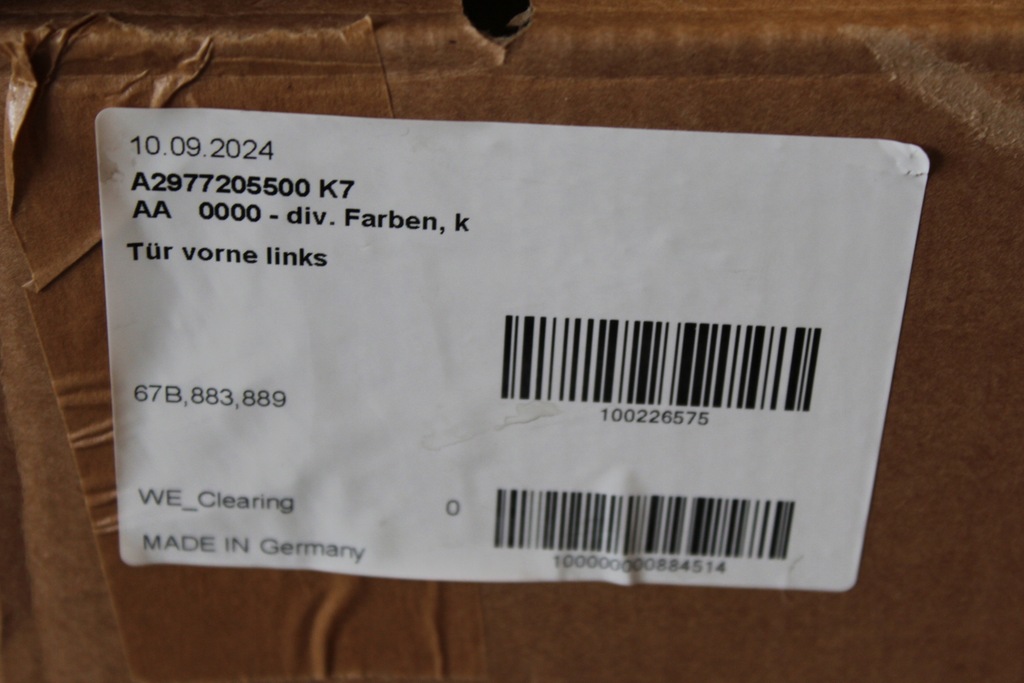 10.09.2024
A2977205500 K7
AA 0000 - div. Farben, k
Tür vorne links
100226575
67B,883,889
WE_Clearing 0
MADE IN Germany
100000000884514